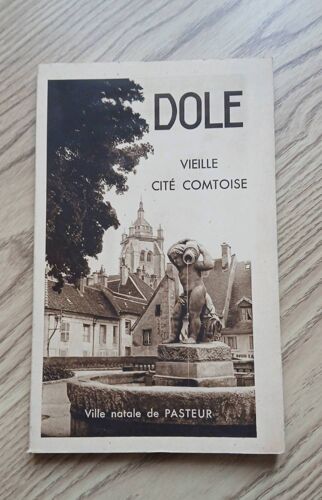 DOLE
VIEILLE
CITÉ COMTOISE
Ville natale de PASTEUR